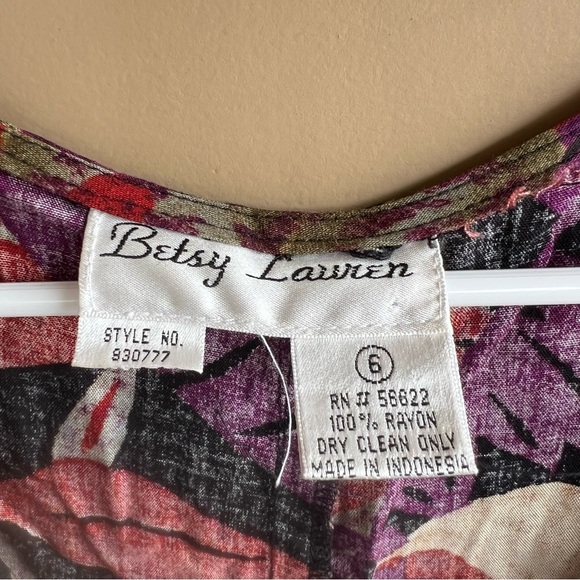 Betsy Lauren
STYLE NO.
930777
6
RN # 56622
100% RAYON
DRY CLEAN ONLY
MADE IN INDONESIA